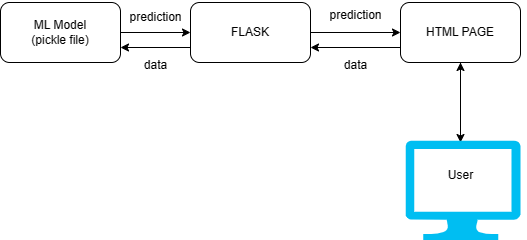 ML Model
(pickle file)
prediction
data
FLASK
prediction
data
HTML PAGE
User